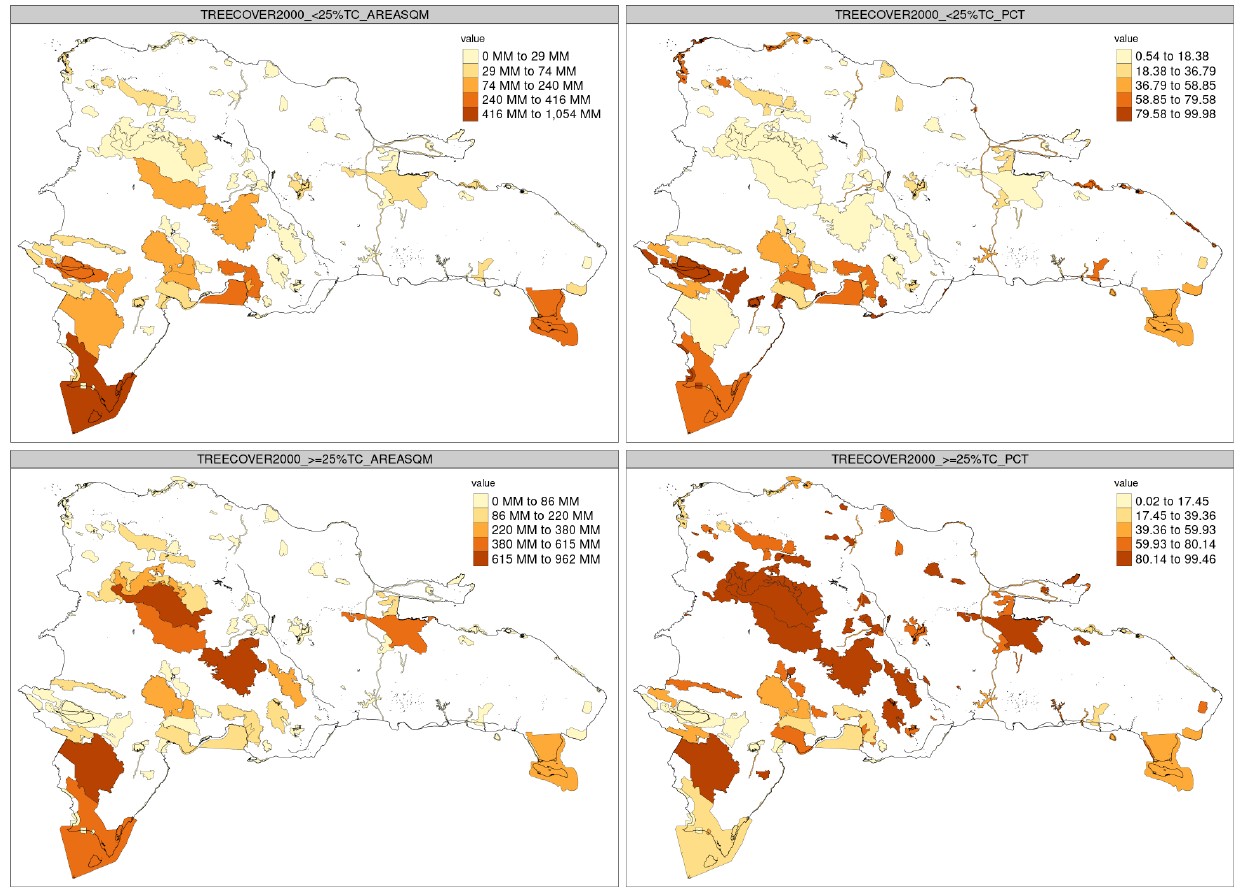 TREECOVER2000_<25%TC_AREASQM
value
0 MM to 29 MM
29 MM to 74 MM
74 MM to 240 MM
240 MM to 416 MM
416 MM to 1,054 MM
TREECOVER2000_<25%TC_PCT
value
0.54 to 18.38
18.38 to 36.79
36.79 to 58.85
58.85 to 79.58
79.58 to 99.98
TREECOVER2000_>=25%TC_AREASQM
value
0 MM to 86 MM
86 MM to 220 MM
220 MM to 380 MM
380 MM to 615 MM
615 MM to 962 MM
TREECOVER2000_>=25%TC_PCT
value
0.02 to 17.45
17.45 to 39.36
39.36 to 59.93
59.93 to 80.14
80.14 to 99.46